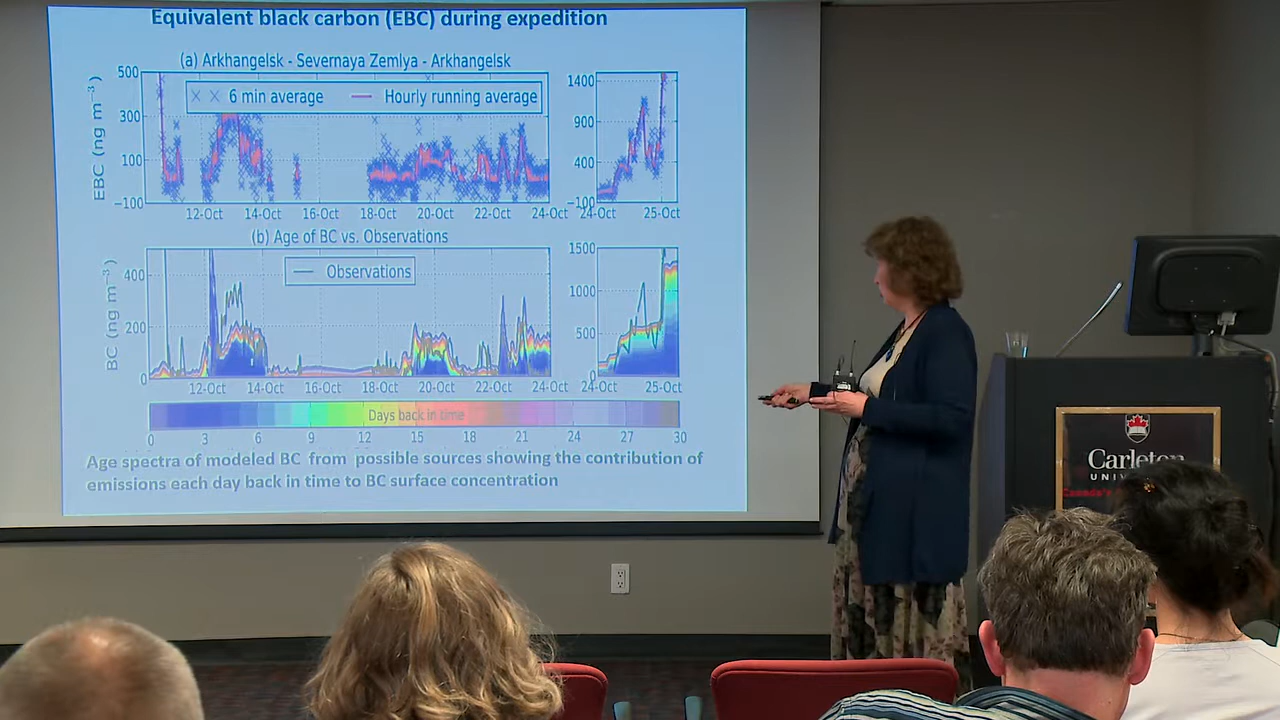 Equivalent black carbon (EBC) during expedition
(a) Arkhangelsk - Severnaya Zemlya - Arkhangelsk
500
300
100
−100
EBC (ng m⁻³)
6 min average
Hourly running average
12-Oct 14-Oct 16-Oct 18-Oct 20-Oct 22-Oct 24-Oct
1400
900
400
−100
24-Oct 25-Oct
(b) Age of BC vs. Observations
400
200
0
BC (ng m⁻³)
Observations
12-Oct 14-Oct 16-Oct 18-Oct 20-Oct 22-Oct 24-Oct
1500
1000
500
0
24-Oct 25-Oct
Days back in time
0 3 6 9 12 15 18 21 24 27 30
Age spectra of modeled BC from possible sources showing the contribution of
emissions each day back in time to BC surface concentration
Carleton
UNIV
Canada's